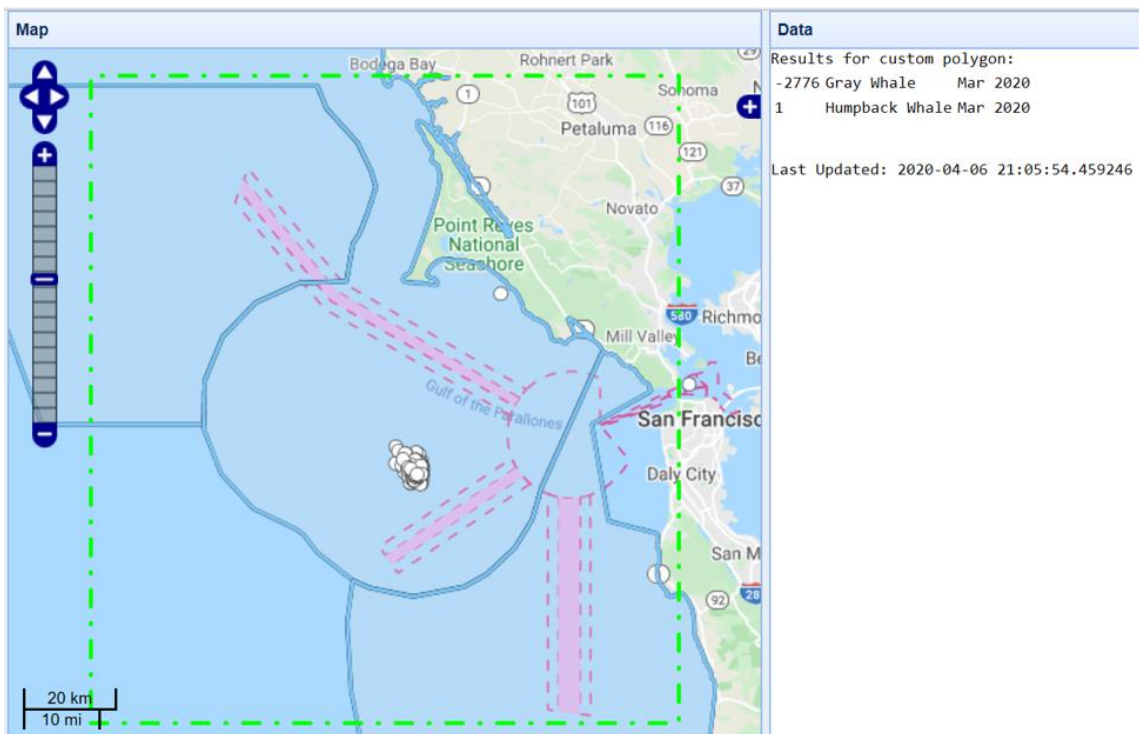 Map
Data
Results for custom polygon:
-2776 Gray Whale Mar 2020
1 Humpback Whale Mar 2020
Last Updated: 2020-04-06 21:05:54.459246
Bodega Bay
Rohnert Park
29
1
101
Sonoma
Petaluma
116
121
37
Novato
Point Reyes
National
Seashore
580
Richmo
Mill Valley
Be
Gulf of the Farallones
San Francisc
Daly City
San M
92
28
20 km
10 mi